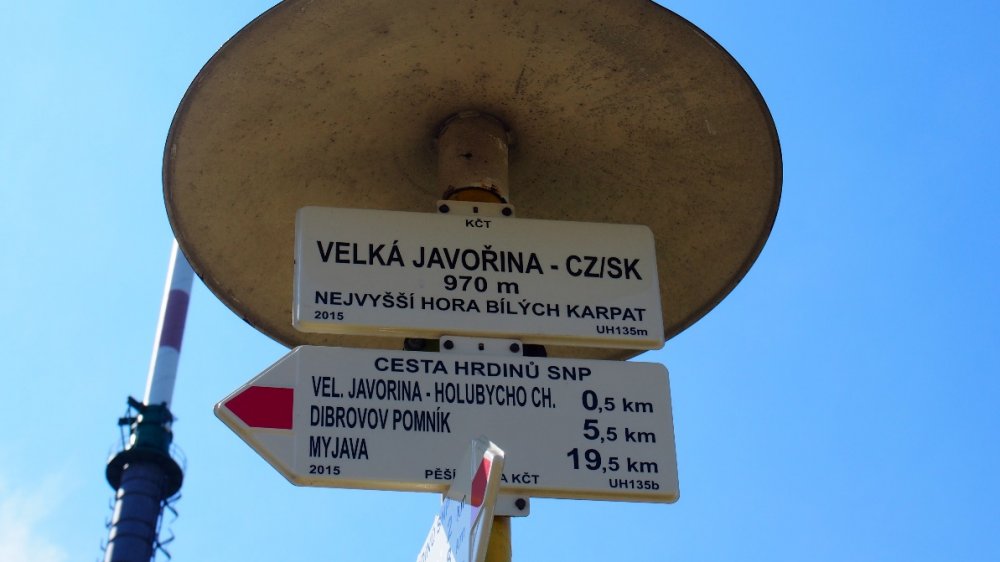 KČT
VELKÁ JAVOŘINA - CZ/SK
970 m
NEJVYŠŠÍ HORA BÍLÝCH KARPAT
2015 UH135m
CESTA HRDINŮ SNP
VEL. JAVORINA - HOLUBYCHO CH. 0,5 km
DIBROVOV POMNÍK 5,5 km
MYJAVA 19,5 km
2015 PĚŠÍ KČT UH135b